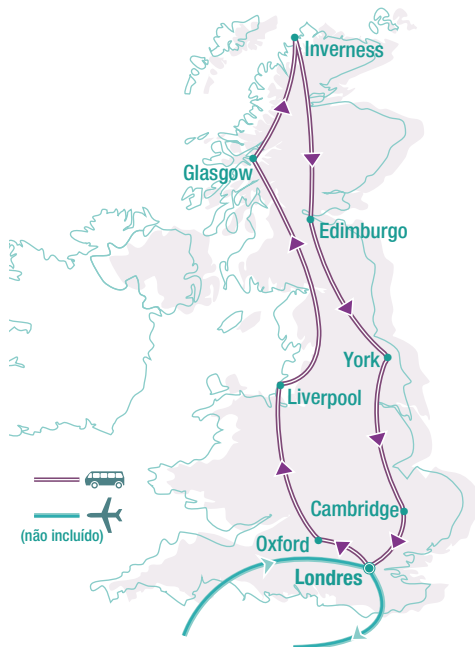 Inverness
Glasgow
Edimburgo
York
Liverpool
Cambridge
(não incluído)
Oxford
Londres